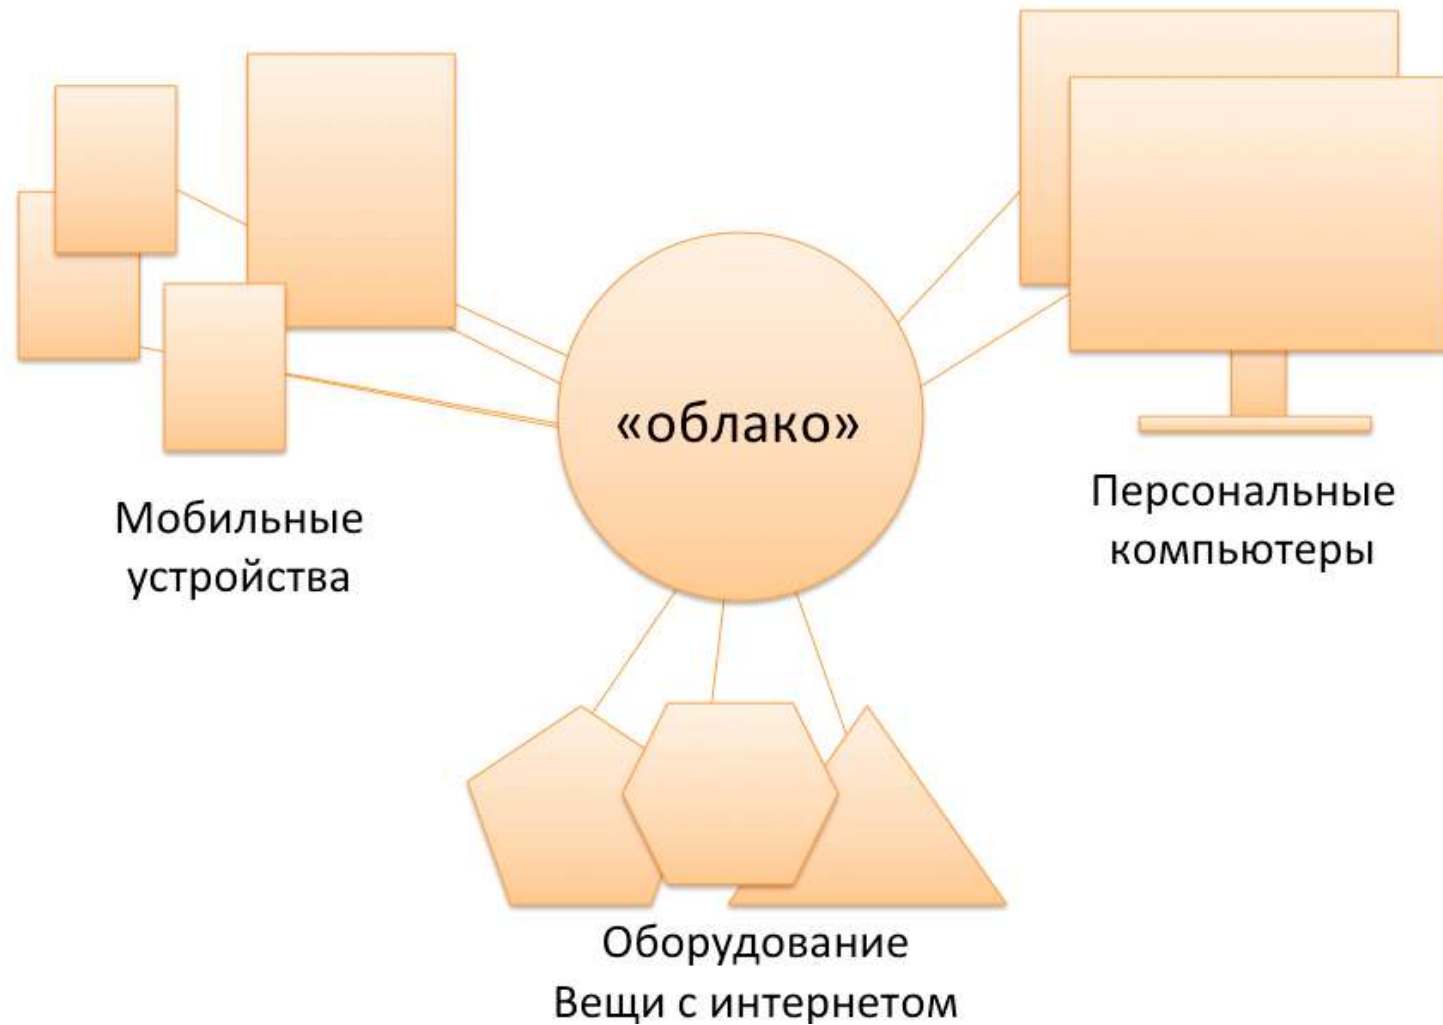 «облако»
Мобильные
устройства
Персональные
компьютеры
Оборудование
Вещи с интернетом